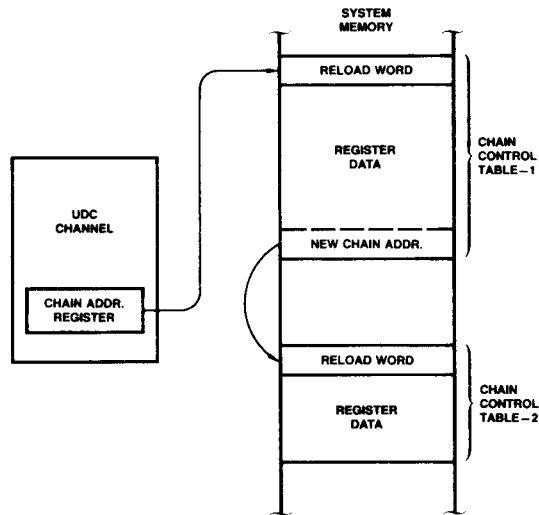 SYSTEM
MEMORY
RELOAD WORD
REGISTER
DATA
CHAIN
CONTROL
TABLE–1
UDC
CHANNEL
NEW CHAIN ADDR.
CHAIN ADDR.
REGISTER
RELOAD WORD
REGISTER
DATA
CHAIN
CONTROL
TABLE–2